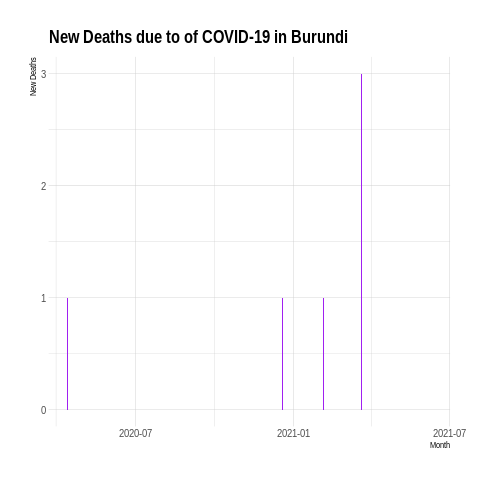 New Deaths due to of COVID-19 in Burundi
New Deaths
3
2
1
0
2020-07
2021-01
2021-07
Month